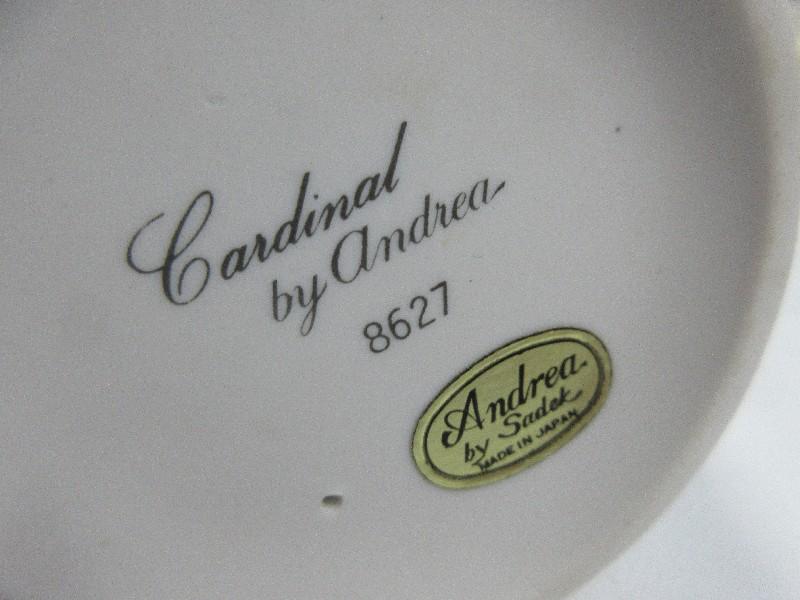 Cardinal
by Andrea
8627
Andrea
by Sadek
MADE IN JAPAN